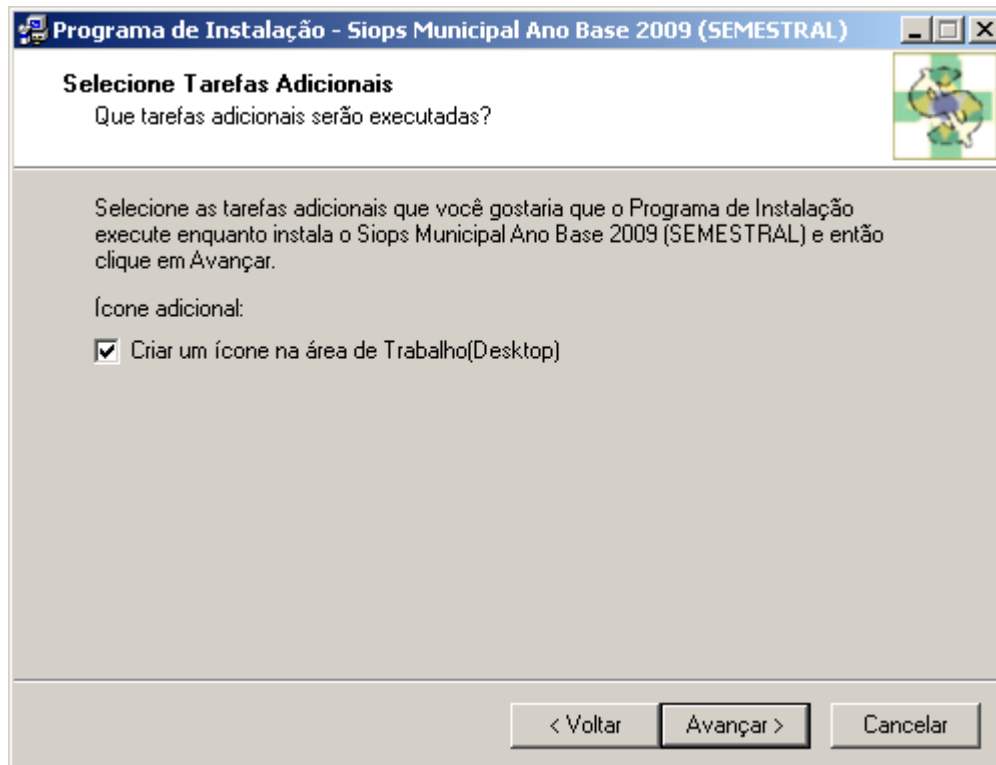 Programa de Instalação - Siops Municipal Ano Base 2009 (SEMESTRAL)
Selecione Tarefas Adicionais
Que tarefas adicionais serão executadas?
Selecione as tarefas adicionais que você gostaria que o Programa de Instalação
execute enquanto instala o Siops Municipal Ano Base 2009 (SEMESTRAL) e então
clique em Avançar.
Ícone adicional:
Criar um ícone na área de Trabalho(Desktop)
< Voltar
Avançar >
Cancelar